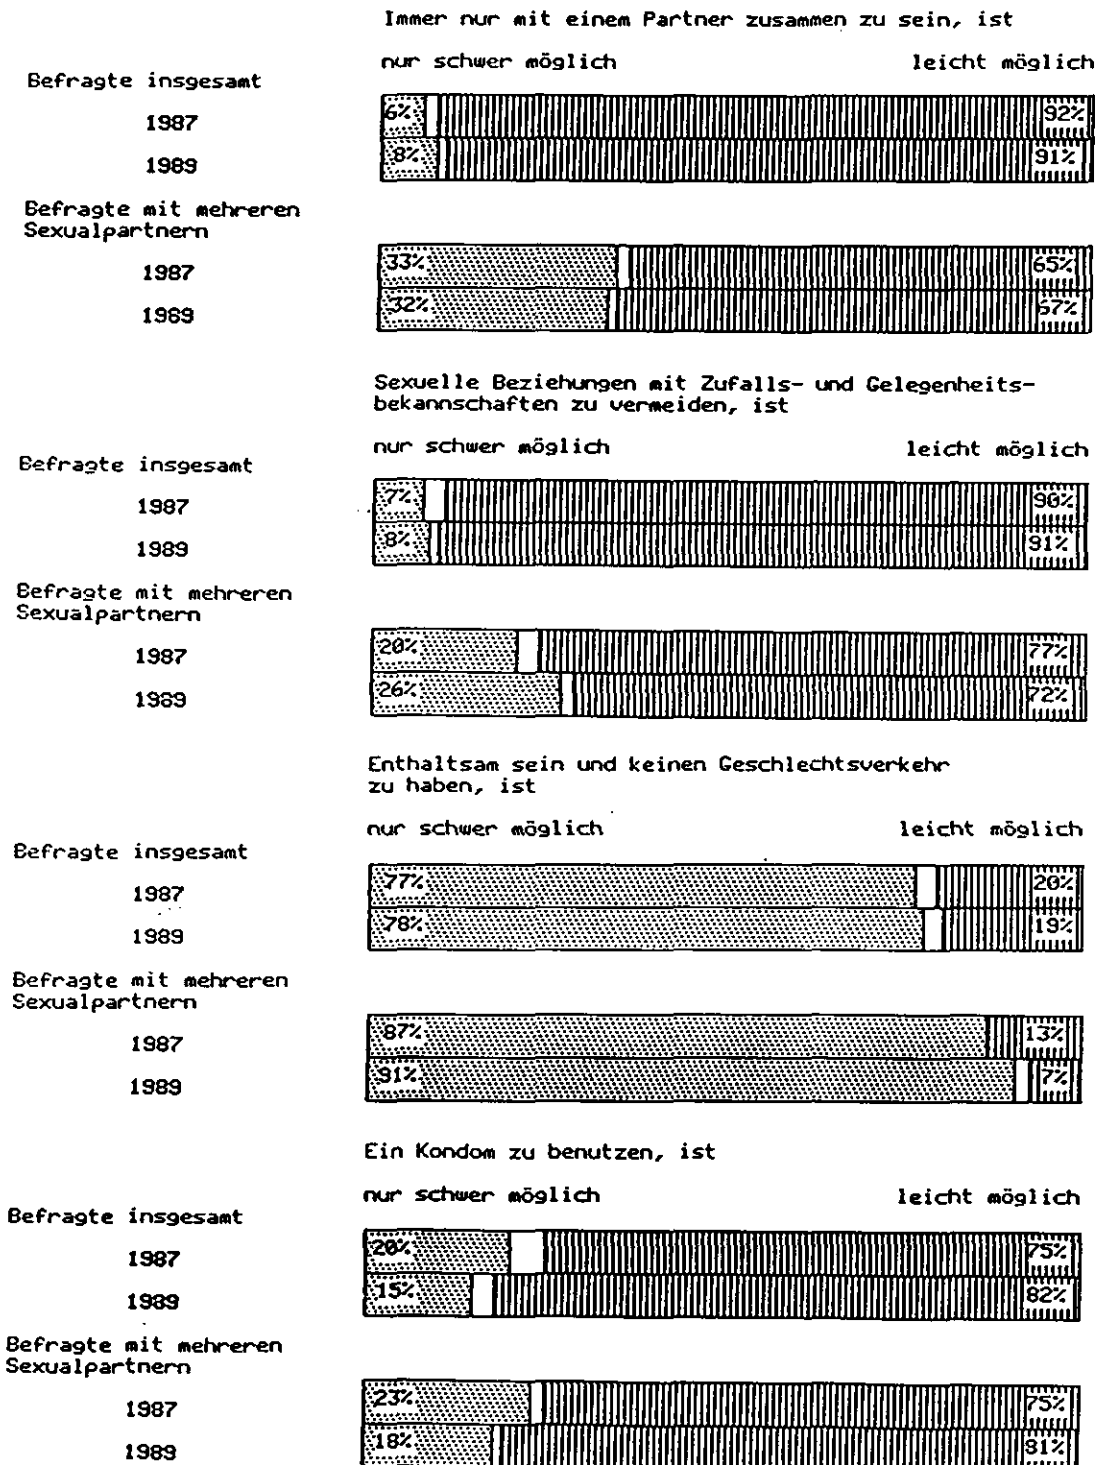 Immer nur mit einem Partner zusammen zu sein, ist
nur schwer möglich leicht möglich
Befragte insgesamt
1987 6% 92%
1989 8% 91%
Befragte mit mehreren
Sexualpartnern
1987 33% 65%
1989 32% 67%
Sexuelle Beziehungen mit Zufalls- und Gelegenheits-
bekannschaften zu vermeiden, ist
nur schwer möglich leicht möglich
Befragte insgesamt
1987 7% 90%
1989 8% 91%
Befragte mit mehreren
Sexualpartnern
1987 20% 77%
1989 26% 72%
Enthaltsam sein und keinen Geschlechtsverkehr
zu haben, ist
nur schwer möglich leicht möglich
Befragte insgesamt
1987 77% 20%
1989 78% 19%
Befragte mit mehreren
Sexualpartnern
1987 87% 13%
1989 91% 7%
Ein Kondom zu benutzen, ist
nur schwer möglich leicht möglich
Befragte insgesamt
1987 20% 75%
1989 15% 82%
Befragte mit mehreren
Sexualpartnern
1987 23% 75%
1989 18% 81%